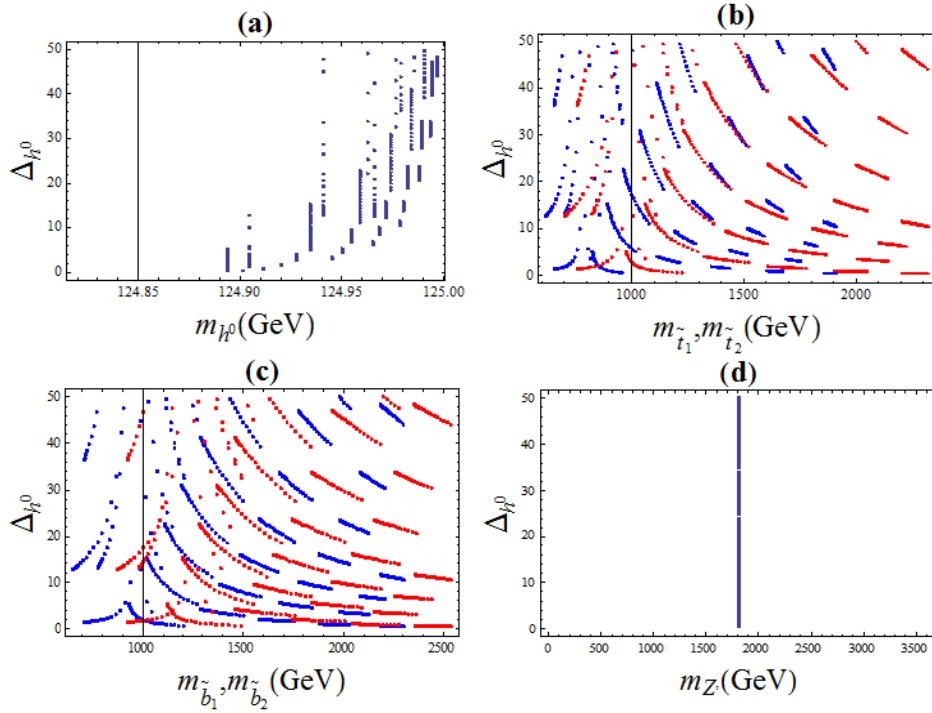 (a)
50
40
30
20
10
0
Δh⁰
124.85 124.90 124.95 125.00
mh⁰(GeV)
(b)
50
40
30
20
10
0
Δh⁰
1000 1500 2000
mt̃₁,mt̃₂(GeV)
(c)
50
40
30
20
10
0
Δh⁰
1000 1500 2000 2500
mb̃₁,mb̃₂(GeV)
(d)
50
40
30
20
10
0
Δh⁰
0 500 1000 1500 2000 2500 3000 3500
mZ'(GeV)